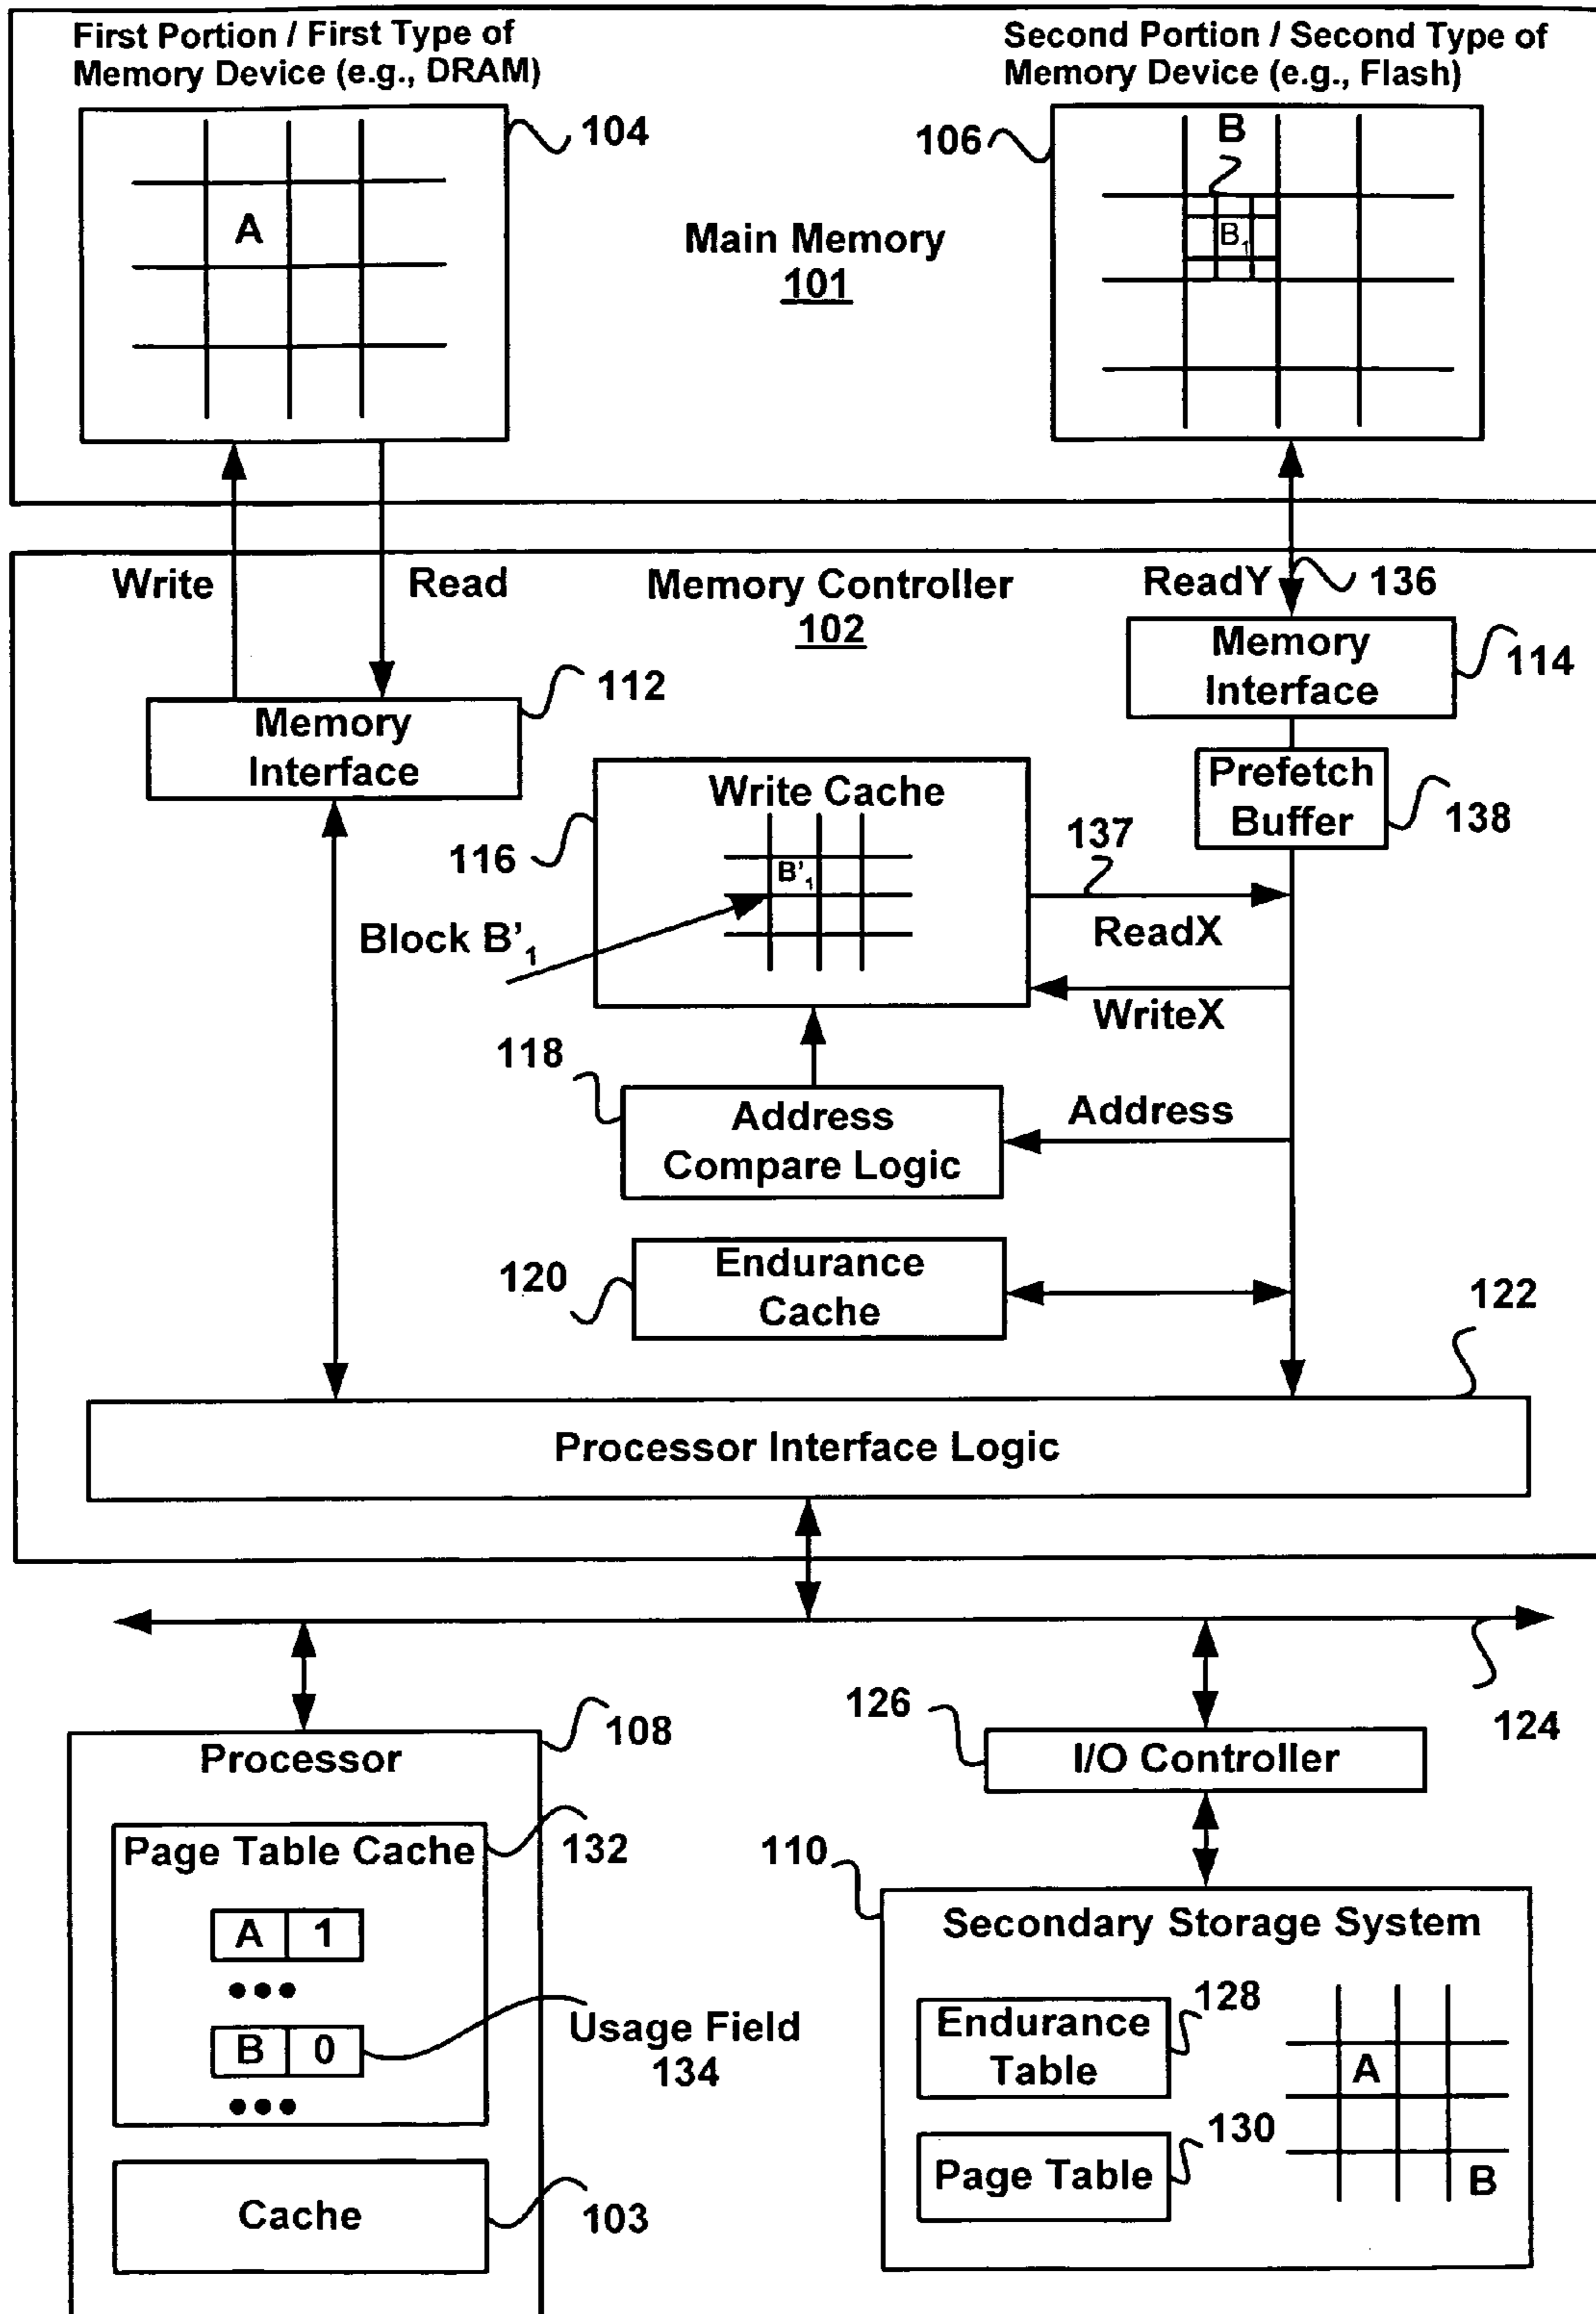 First Portion / First Type of
Memory Device (e.g., DRAM)
Second Portion / Second Type of
Memory Device (e.g., Flash)
104
A
Main Memory
101
106
B
B1
Write
Read
Memory Controller
102
ReadY
136
Memory
Interface
114
112
Memory
Interface
Prefetch
Buffer
138
Write Cache
116
B'1
Block B'1
137
ReadX
WriteX
118
Address
Compare Logic
Address
120
Endurance
Cache
122
Processor Interface Logic
124
108
Processor
Page Table Cache
132
A 1
•••
B 0
•••
Usage Field
134
Cache
103
126
I/O Controller
110
Secondary Storage System
Endurance
Table
128
Page Table
130
A
B